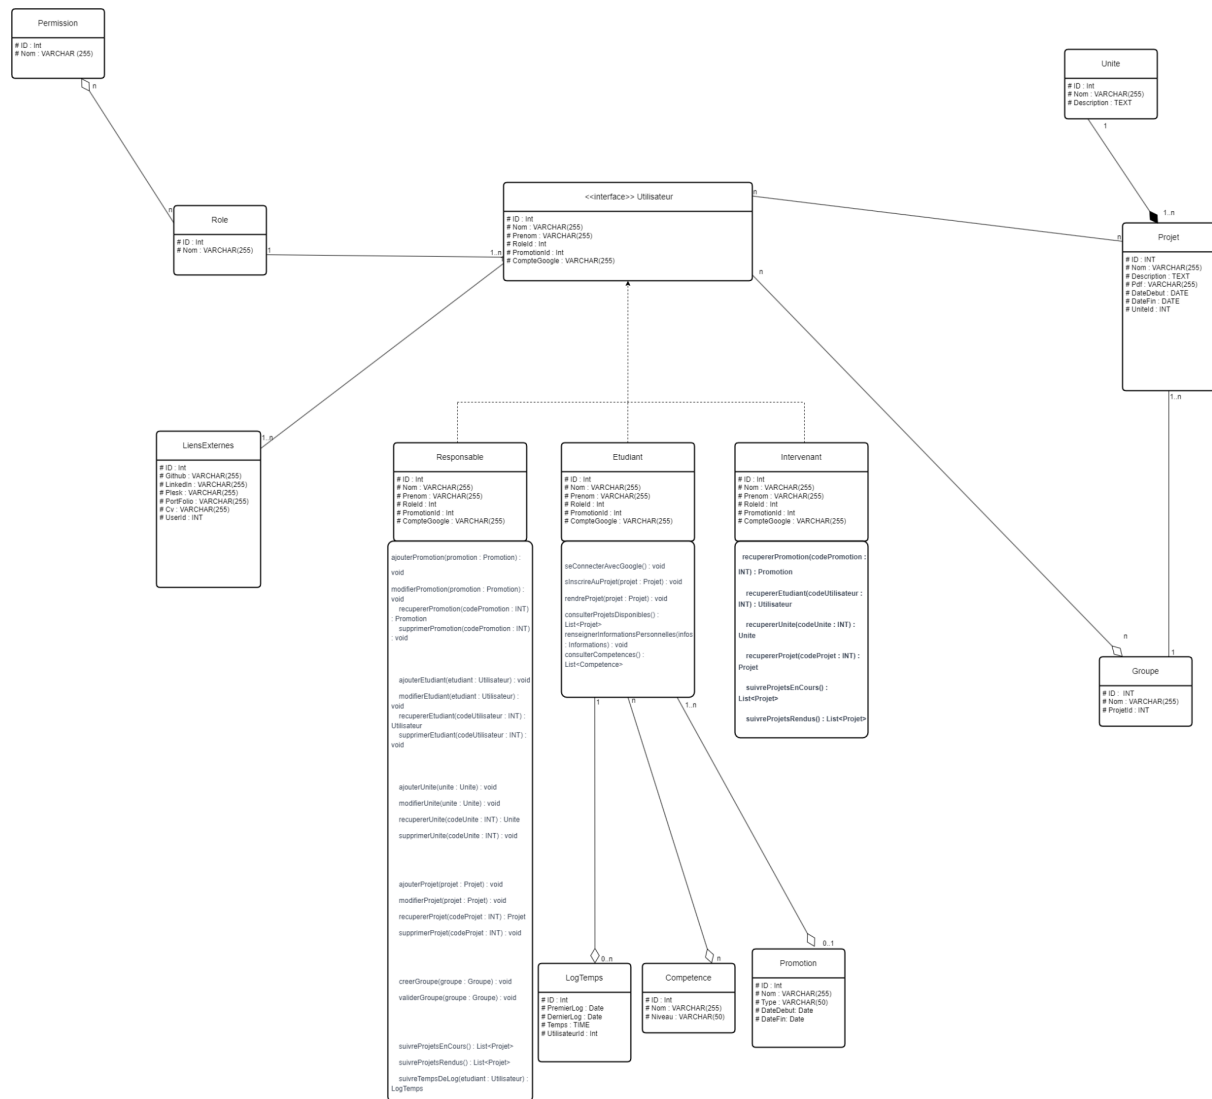 Permission
# ID : Int
# Nom : VARCHAR (255)
n
n
Role
# ID : Int
# Nom : VARCHAR(255)
1
1..n
<<interface>> Utilisateur
# ID : Int
# Nom : VARCHAR(255)
# Prenom : VARCHAR(255)
# RoleId : Int
# PromotionId : Int
# CompteGoogle : VARCHAR(255)
n
n
n
Unite
# ID : Int
# Nom : VARCHAR(255)
# Description : TEXT
1
1..n
Projet
# ID : INT
# Nom : VARCHAR(255)
# Description : TEXT
# Pdf : VARCHAR(255)
# DateDebut : DATE
# DateFin : DATE
# UniteId : INT
1..n
LiensExternes
# ID : Int
# Github : VARCHAR(255)
# LinkedIn : VARCHAR(255)
# Plesk : VARCHAR(255)
# PortFolio : VARCHAR(255)
# Cv : VARCHAR(255)
# UserId : INT
1..n
Responsable
# ID : Int
# Nom : VARCHAR(255)
# Prenom : VARCHAR(255)
# RoleId : Int
# PromotionId : Int
# CompteGoogle : VARCHAR(255)
ajouterPromotion(promotion : Promotion) :
void
modifierPromotion(promotion : Promotion) :
void
recupererPromotion(codePromotion : INT)
: Promotion
supprimerPromotion(codePromotion : INT)
: void
ajouterEtudiant(etudiant : Utilisateur) : void
modifierEtudiant(etudiant : Utilisateur) :
void
recupererEtudiant(codeUtilisateur : INT) :
Utilisateur
supprimerEtudiant(codeUtilisateur : INT) :
void
ajouterUnite(unite : Unite) : void
modifierUnite(unite : Unite) : void
recupererUnite(codeUnite : INT) : Unite
supprimerUnite(codeUnite : INT) : void
ajouterProjet(projet : Projet) : void
modifierProjet(projet : Projet) : void
recupererProjet(codeProjet : INT) : Projet
supprimerProjet(codeProjet : INT) : void
creerGroupe(groupe : Groupe) : void
validerGroupe(groupe : Groupe) : void
suivreProjetsEnCours() : List<Projet>
suivreProjetsRendus() : List<Projet>
suivreTempsDeLog(etudiant : Utilisateur) :
LogTemps
Etudiant
# ID : Int
# Nom : VARCHAR(255)
# Prenom : VARCHAR(255)
# RoleId : Int
# PromotionId : Int
# CompteGoogle : VARCHAR(255)
seConnecterAvecGoogle() : void
sInscrireAuProjet(projet : Projet) : void
rendreProjet(projet : Projet) : void
consulterProjetsDisponibles() :
List<Projet>
renseignerInformationsPersonnelles(infos
: Informations) : void
consulterCompetences() :
List<Competence>
1
n
1..n
Intervenant
# ID : Int
# Nom : VARCHAR(255)
# Prenom : VARCHAR(255)
# RoleId : Int
# PromotionId : Int
# CompteGoogle : VARCHAR(255)
recupererPromotion(codePromotion :
INT) : Promotion
recupererEtudiant(codeUtilisateur :
INT) : Utilisateur
recupererUnite(codeUnite : INT) :
Unite
recupererProjet(codeProjet : INT) :
Projet
suivreProjetsEnCours() :
List<Projet>
suivreProjetsRendus() : List<Projet>
n
1
Groupe
# ID :  INT
# Nom : VARCHAR(255)
# ProjetId : INT
0..n
LogTemps
# ID : Int
# PremierLog : Date
# DernierLog : Date
# Temps : TIME
# UtilisateurId : Int
n
Competence
# ID : Int
# Nom : VARCHAR(255)
# Niveau : VARCHAR(50)
0..1
Promotion
# ID : Int
# Nom : VARCHAR(255)
# Type : VARCHAR(50)
# DateDebut: Date
# DateFin: Date